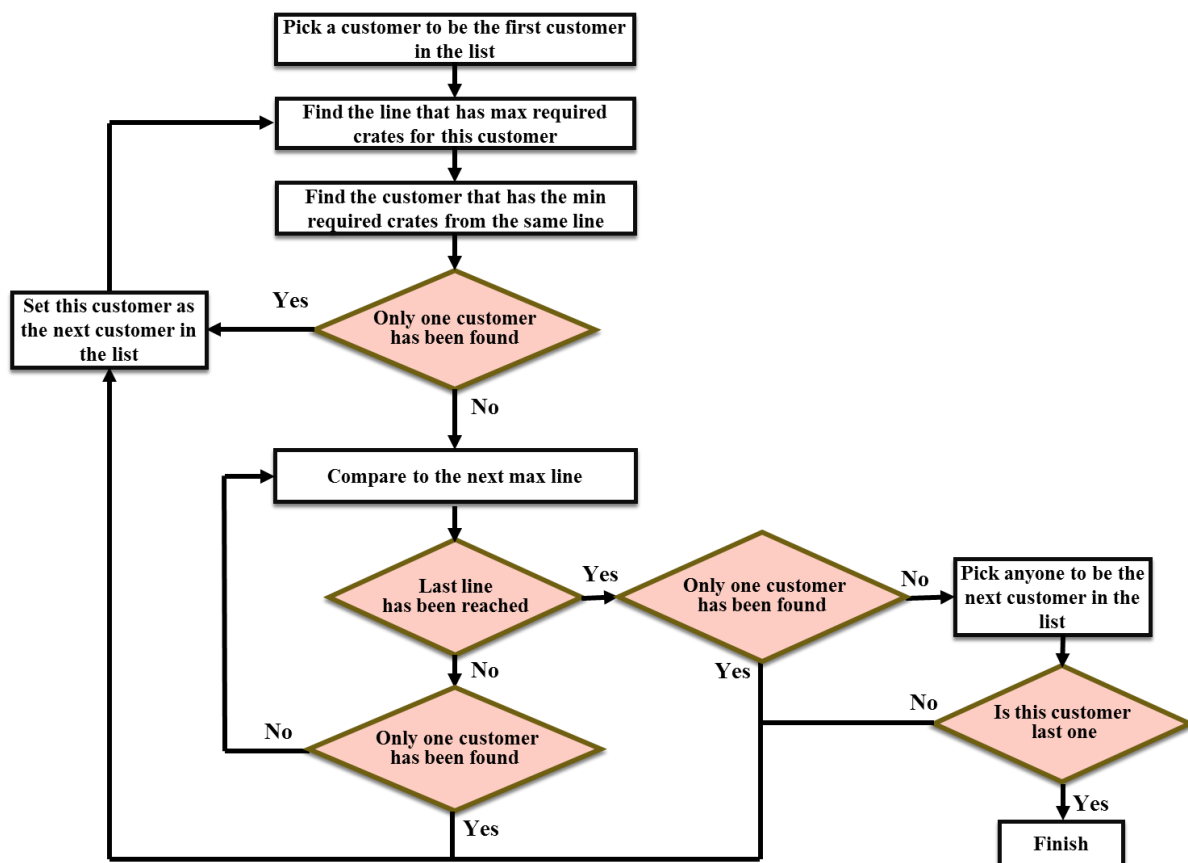 Pick a customer to be the first customer
in the list
Find the line that has max required
crates for this customer
Find the customer that has the min
required crates from the same line
Yes
Set this customer as
the next customer in
the list
Only one customer
has been found
No
Compare to the next max line
Last line
has been reached
Yes
Only one customer
has been found
No
Pick anyone to be the
next customer in the
list
No
Yes
No
Only one customer
has been found
No
Is this customer
last one
Yes
Yes
Finish